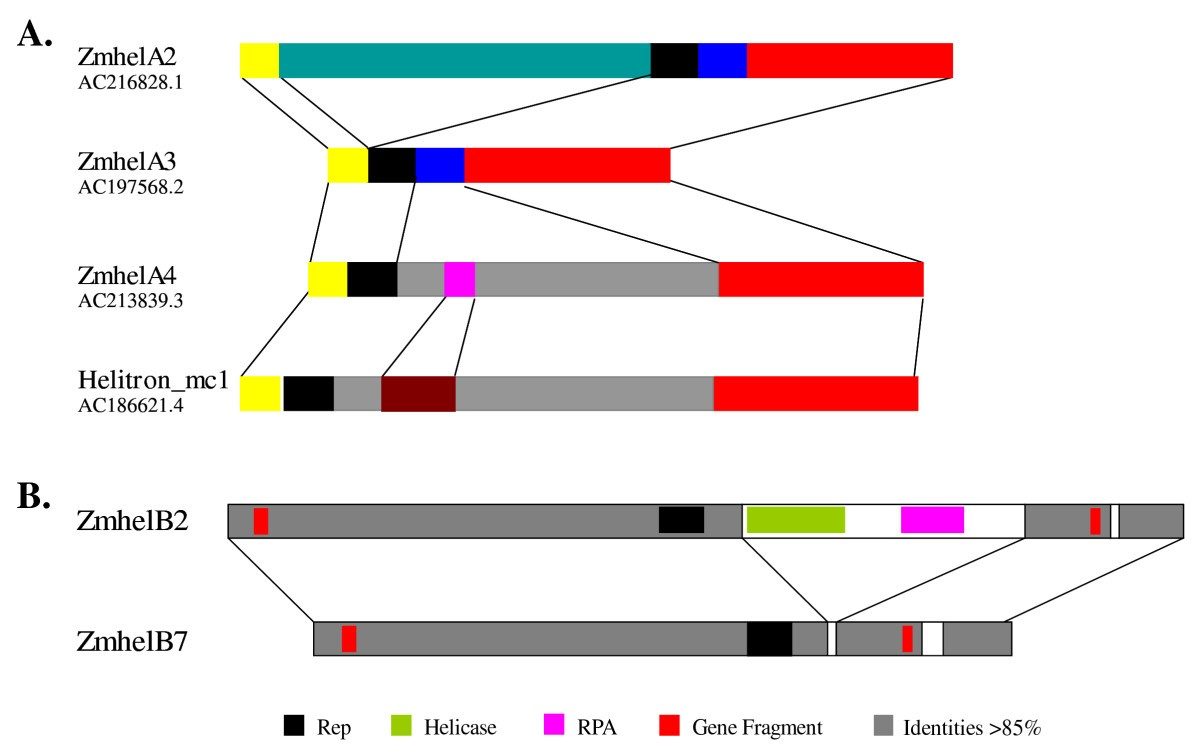 A.
ZmhelA2
AC216828.1
ZmhelA3
AC197568.2
ZmhelA4
AC213839.3
Helitron_mc1
AC186621.4
B.
ZmhelB2
ZmhelB7
Rep Helicase RPA Gene Fragment Identities >85%